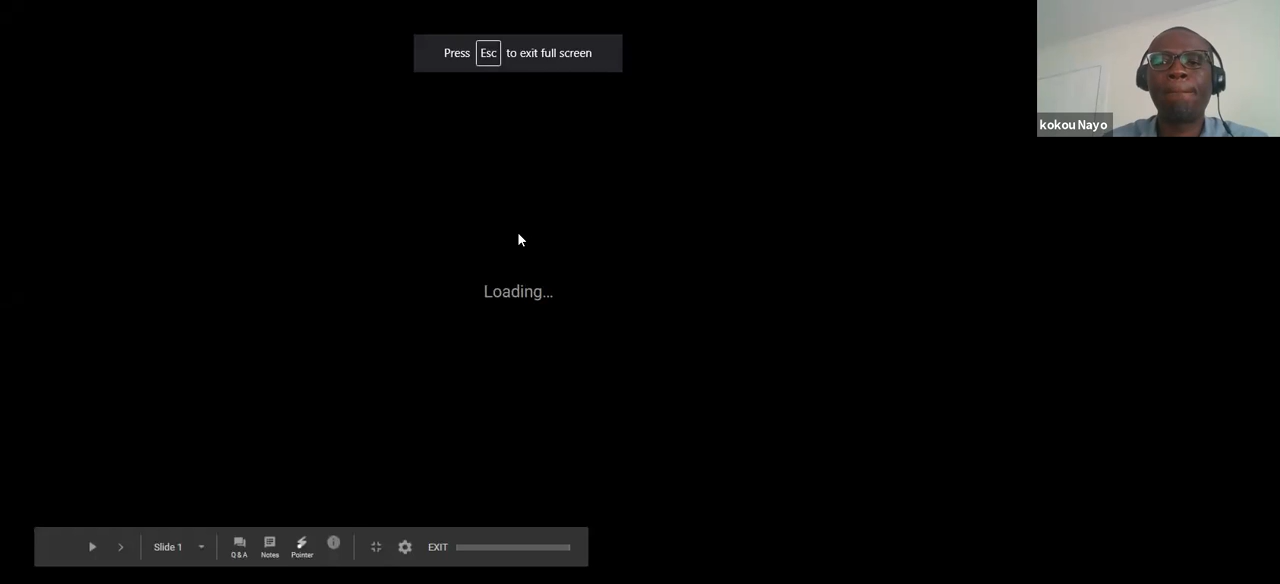 Press Esc to exit full screen
kokou Nayo
Loading...
Slide 1
Q & A
Notes
Pointer
EXIT